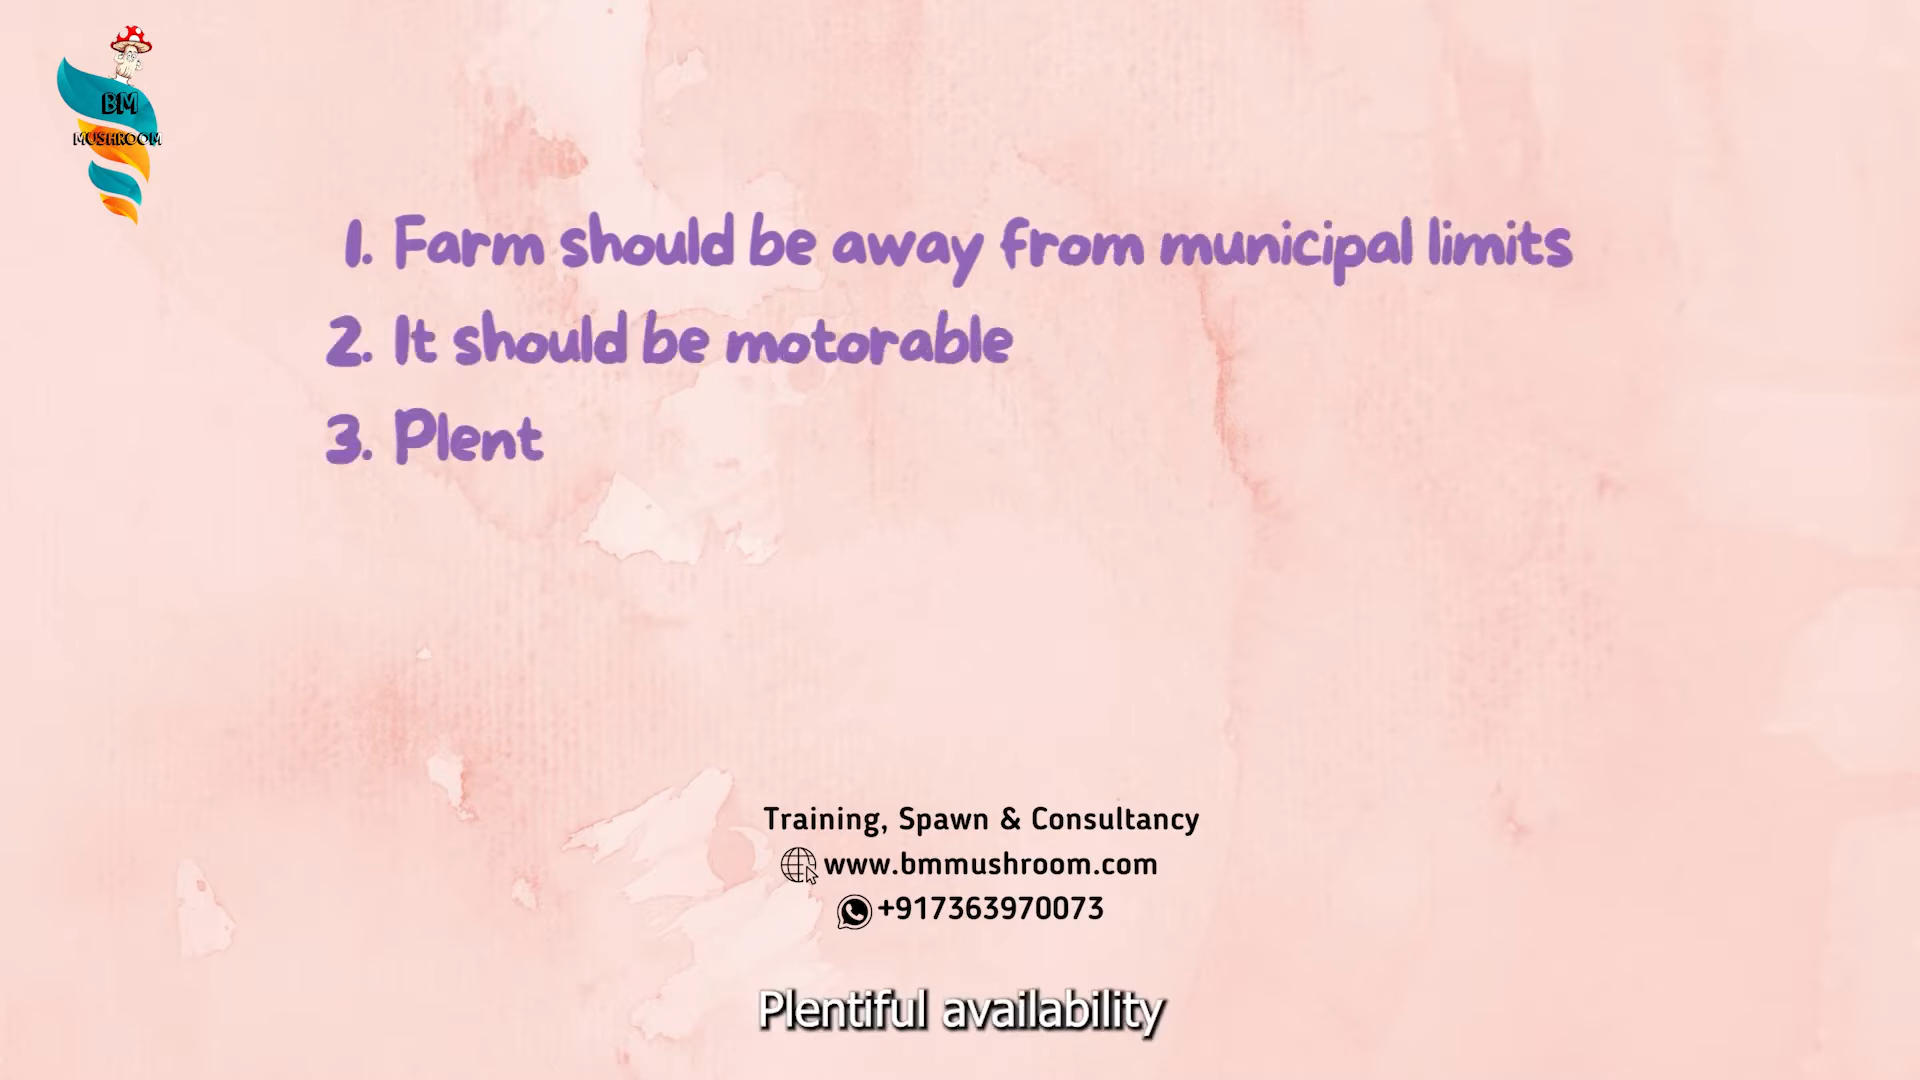 BM
MUSHROOM
1. Farm should be away from municipal limits
2. It should be motorable
3. Plent
Training, Spawn & Consultancy
www.bmmushroom.com
+917363970073
Plentiful availability